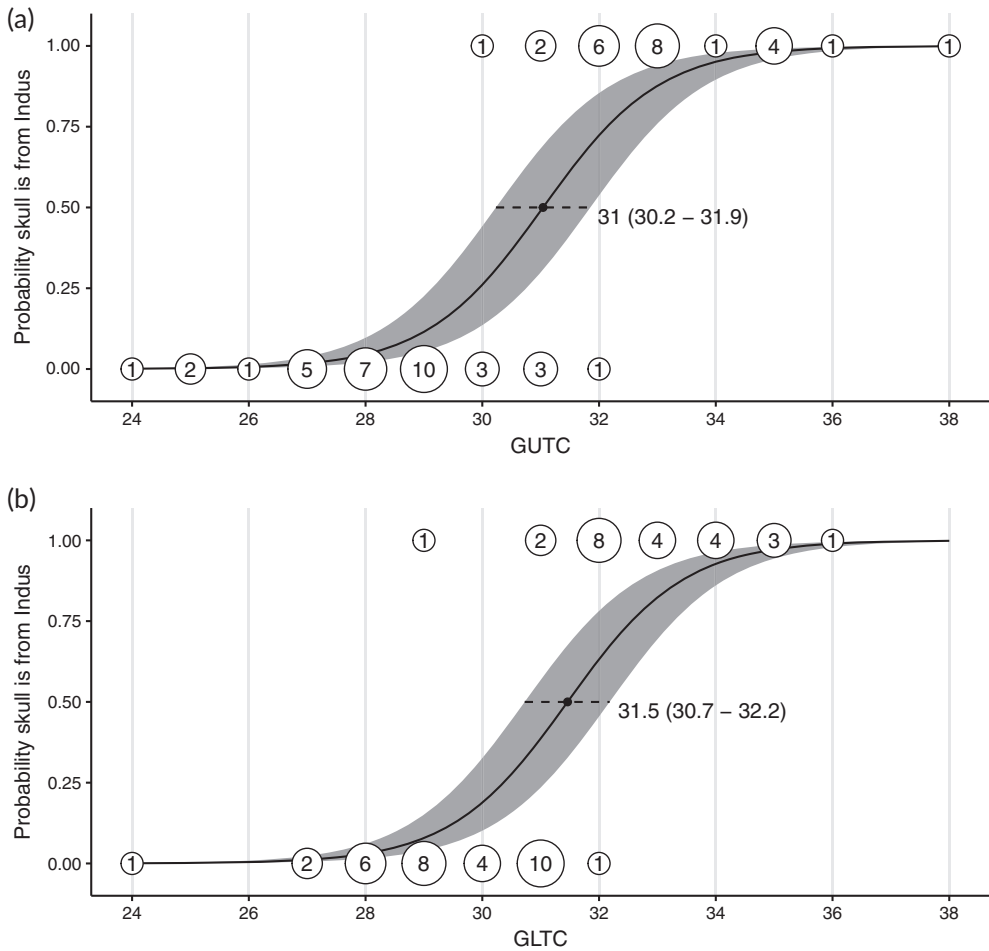 (a)
Probability skull is from Indus
1.00
0.75
0.50
0.25
0.00
1 2 6 8 1 4 1 1
31 (30.2 – 31.9)
1 2 1 5 7 10 3 3 1
24 26 28 30 32 34 36 38
GUTC
(b)
Probability skull is from Indus
1.00
0.75
0.50
0.25
0.00
1 2 8 4 4 3 1
31.5 (30.7 – 32.2)
1 2 6 8 4 10 1
24 26 28 30 32 34 36 38
GLTC